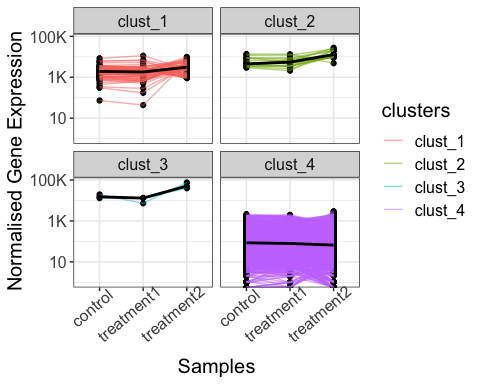 clust_1
clust_2
100K
1K
10
clust_3
clust_4
100K
1K
10
control
treatment1
treatment2
control
treatment1
treatment2
Samples
Normalised Gene Expression
clusters
clust_1
clust_2
clust_3
clust_4